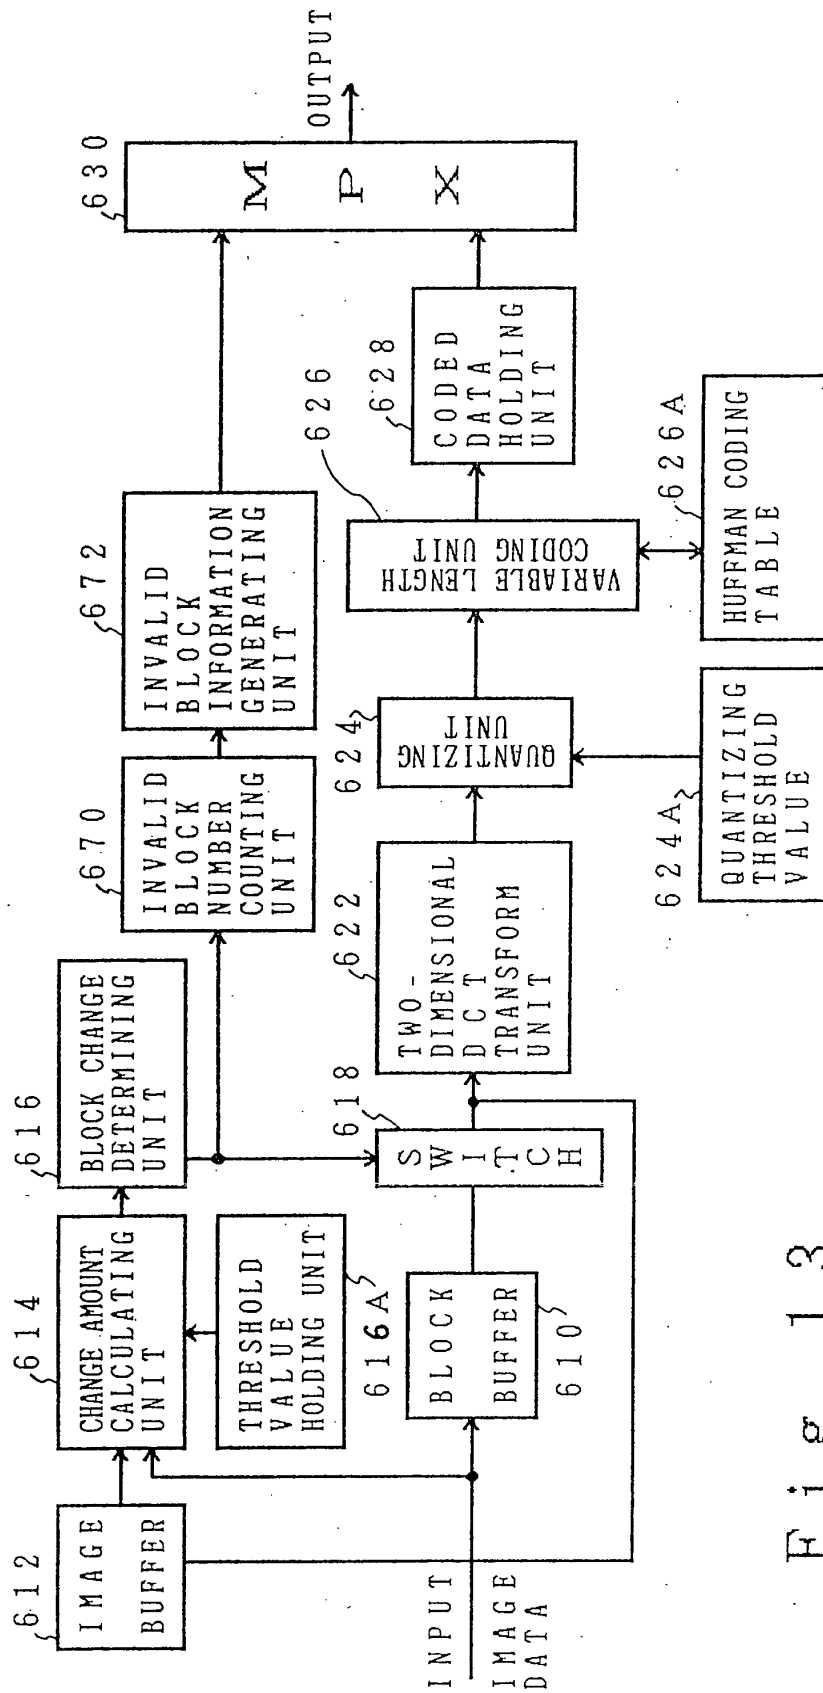 612
IMAGE
BUFFER
614
CHANGE AMOUNT
CALCULATING
UNIT
616
BLOCK CHANGE
DETERMINING
UNIT
THRESHOLD
VALUE
HOLDING UNIT
616A
670
INVALID
BLOCK
NUMBER
COUNTING
UNIT
672
INVALID
BLOCK
INFORMATION
GENERATING
UNIT
630
MPX
OUTPUT
INPUT
IMAGE
DATA
BLOCK
BUFFER
610
618
SWITCH
622
TWO-
DIMENSIONAL
DCT
TRANSFORM
UNIT
624
QUANTIZING
UNIT
626
VARIABLE LENGTH
CODING UNIT
628
CODED
DATA
HOLDING
UNIT
624A
QUANTIZING
THRESHOLD
VALUE
626A
HUFFMAN CODING
TABLE
Fig. 13